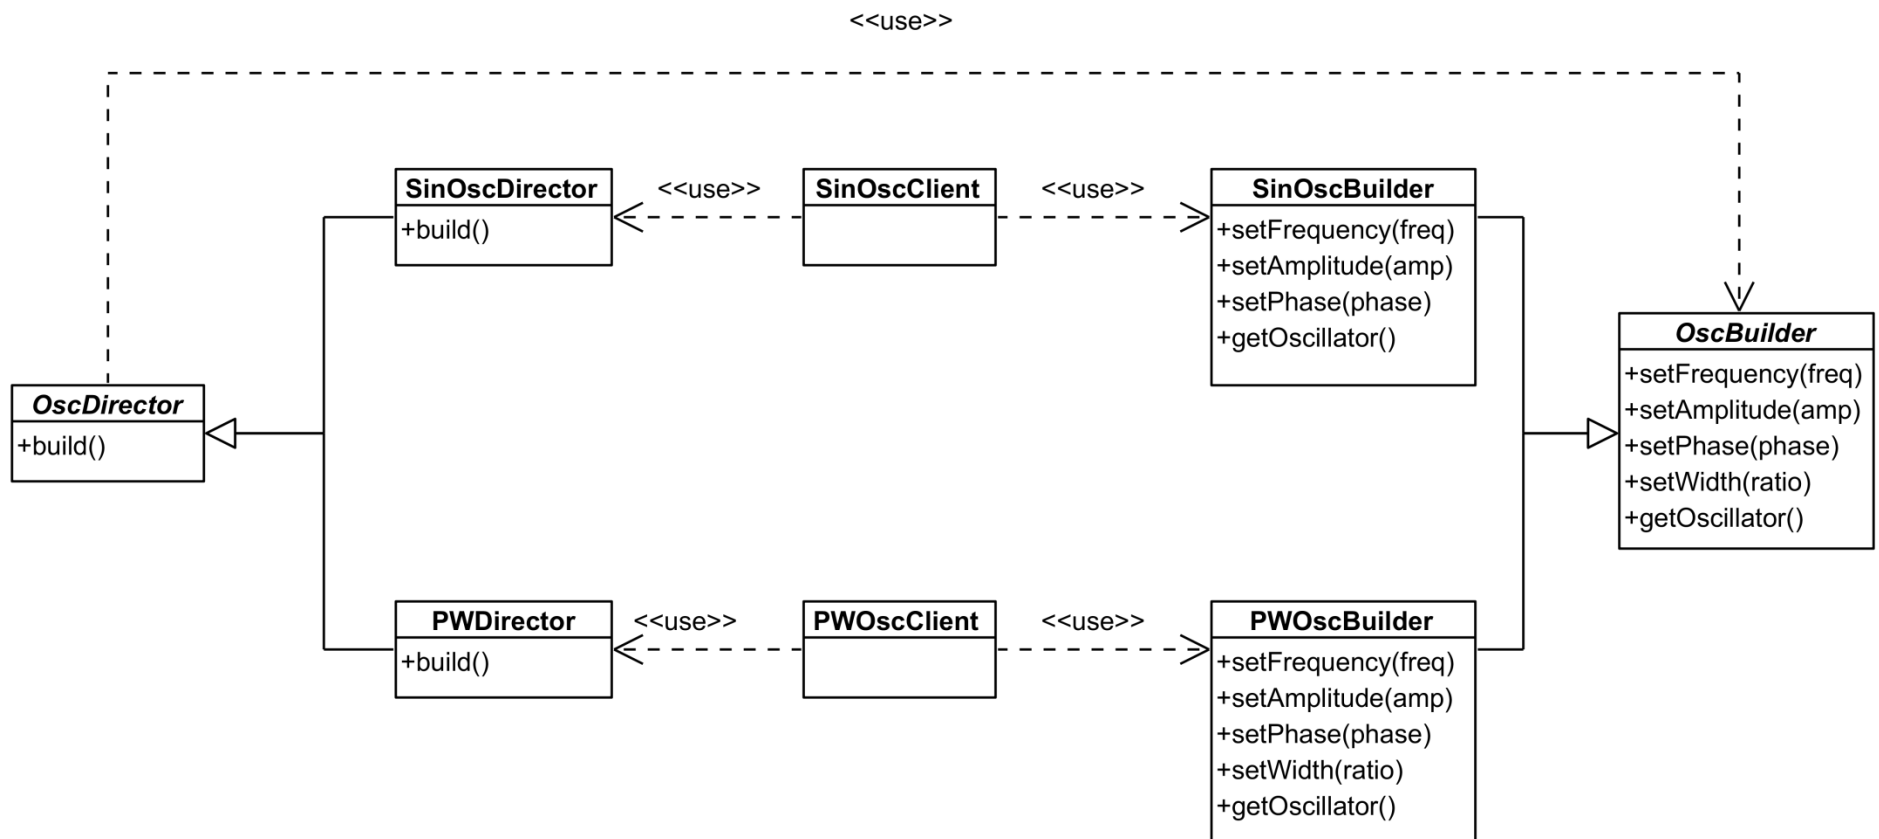 <<use>>
SinOscDirector
+build()
<<use>>
SinOscClient
<<use>>
SinOscBuilder
+setFrequency(freq)
+setAmplitude(amp)
+setPhase(phase)
+getOscillator()
OscDirector
+build()
OscBuilder
+setFrequency(freq)
+setAmplitude(amp)
+setPhase(phase)
+setWidth(ratio)
+getOscillator()
PWDirector
+build()
<<use>>
PWOscClient
<<use>>
PWOscBuilder
+setFrequency(freq)
+setAmplitude(amp)
+setPhase(phase)
+setWidth(ratio)
+getOscillator()